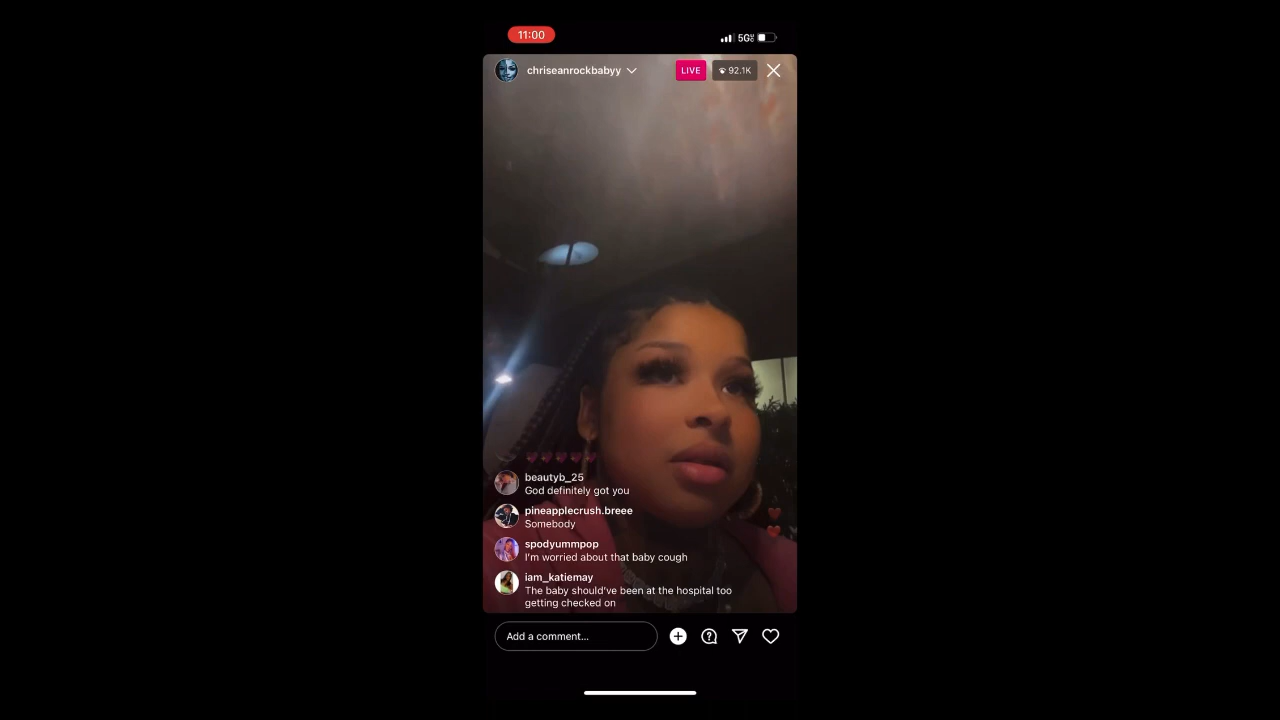 11:00
5G
chriseanrockbabyy
LIVE
92.1K
beautyb_25
God definitely got you
pineapplecrush.breee
Somebody
spodyummpop
I'm worried about that baby cough
iam_katiemay
The baby should've been at the hospital too
getting checked on
Add a comment...